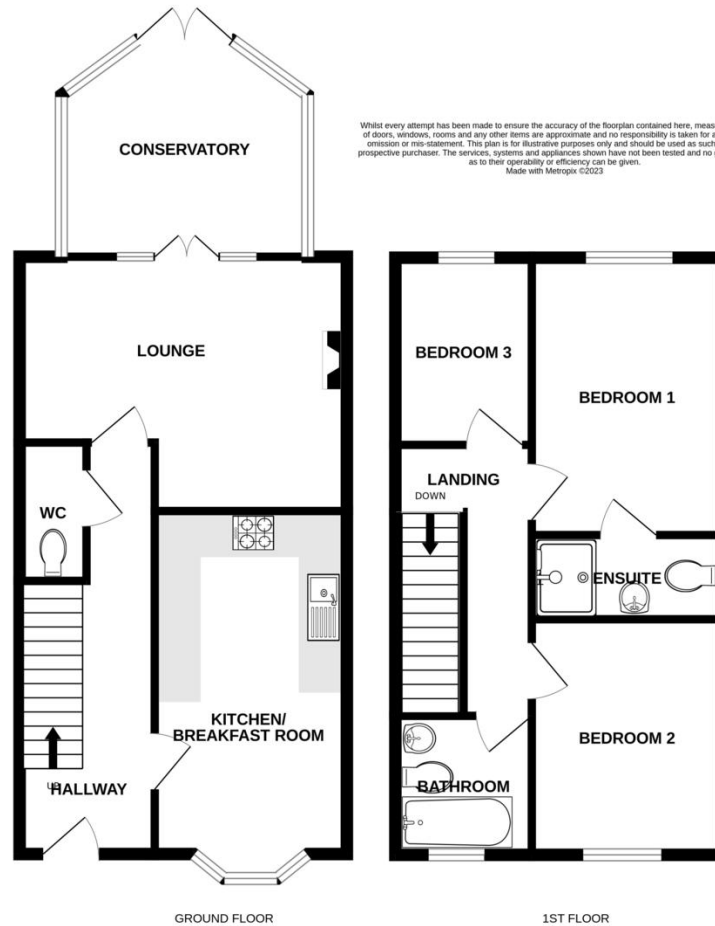 CONSERVATORY
Whilst every attempt has been made to ensure the accuracy of the floorplan contained here,
of doors, windows, rooms and any other items are approximate and no responsibility is taken for
omission or mis-statement. This plan is for illustrative purposes only and should be used as such
prospective purchaser. The services, systems and appliances shown have not been tested and no
as to their operability or efficiency can be given.
Made with Metropix ©2023
LOUNGE
WC
KITCHEN/
BREAKFAST ROOM
UP
HALLWAY
GROUND FLOOR
BEDROOM 3
BEDROOM 1
LANDING
DOWN
ENSUITE
BEDROOM 2
BATHROOM
1ST FLOOR